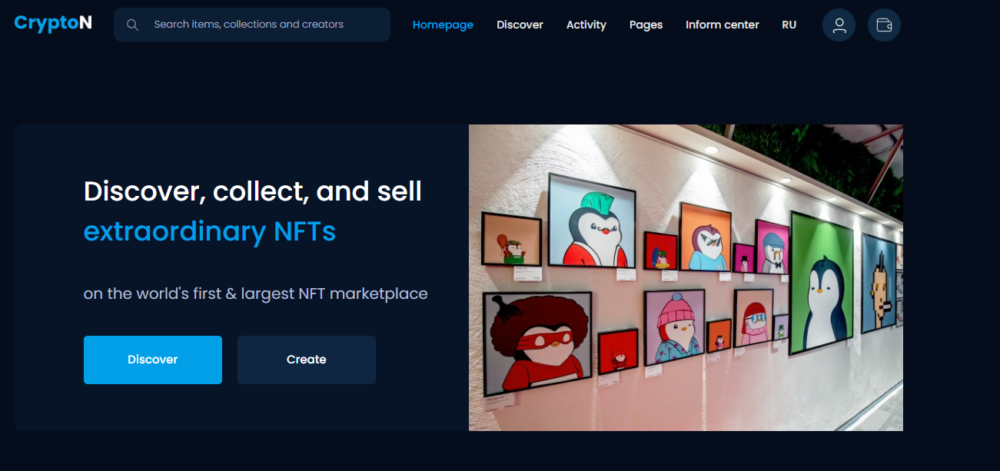 CryptoN
Search items, collections and creators
Homepage
Discover
Activity
Pages
Inform center
RU
Discover, collect, and sell
extraordinary NFTs
on the world's first & largest NFT marketplace
Discover
Create